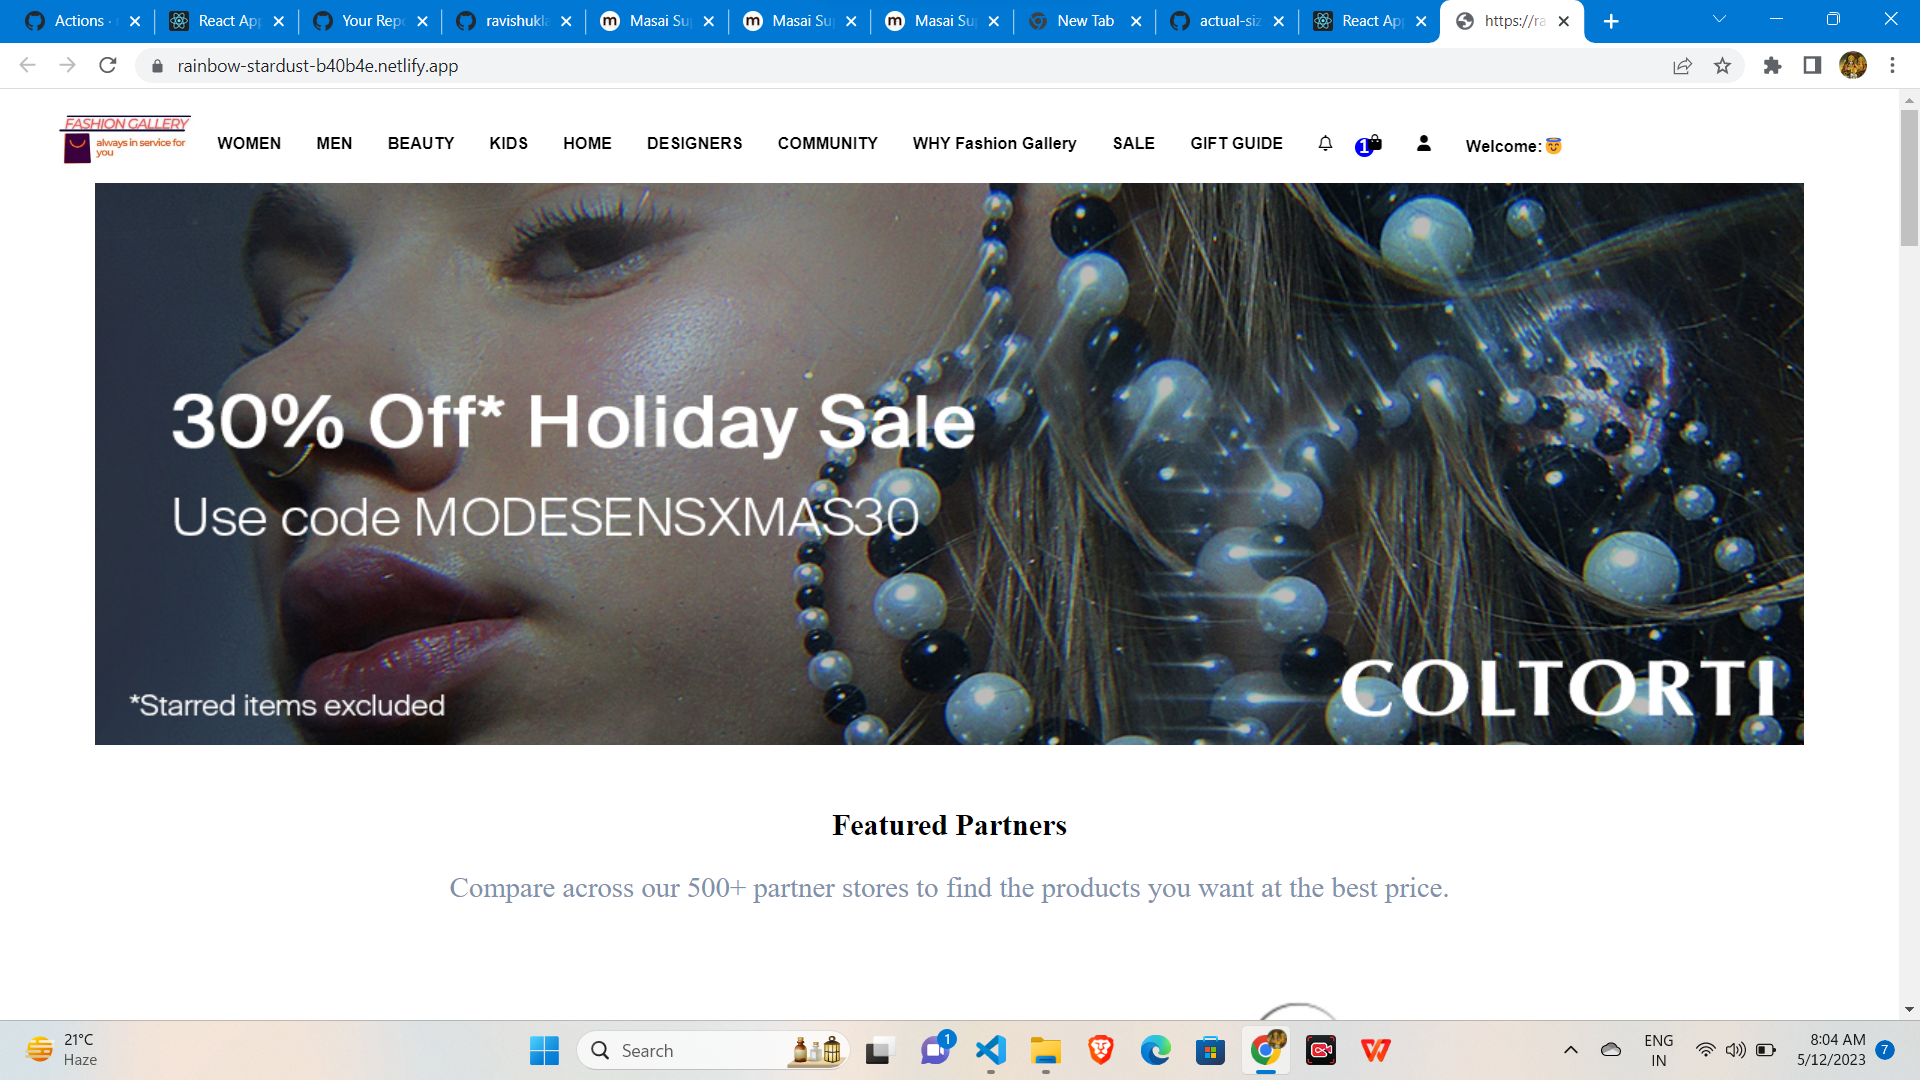 Actions ·
React App
Your Repo
ravishukla
Masai Su
Masai Su
Masai Su
New Tab
actual-siz
React App
https://ra
rainbow-stardust-b40b4e.netlify.app
FASHION GALLERY
always in service for
you
WOMEN
MEN
BEAUTY
KIDS
HOME
DESIGNERS
COMMUNITY
WHY Fashion Gallery
SALE
GIFT GUIDE
1
Welcome:😇
30% Off* Holiday Sale
Use code MODESENSXMAS30
*Starred items excluded
COLTORTI
Featured Partners
Compare across our 500+ partner stores to find the products you want at the best price.
21°C
Haze
Search
1
ENG
IN
8:04 AM
5/12/2023
7